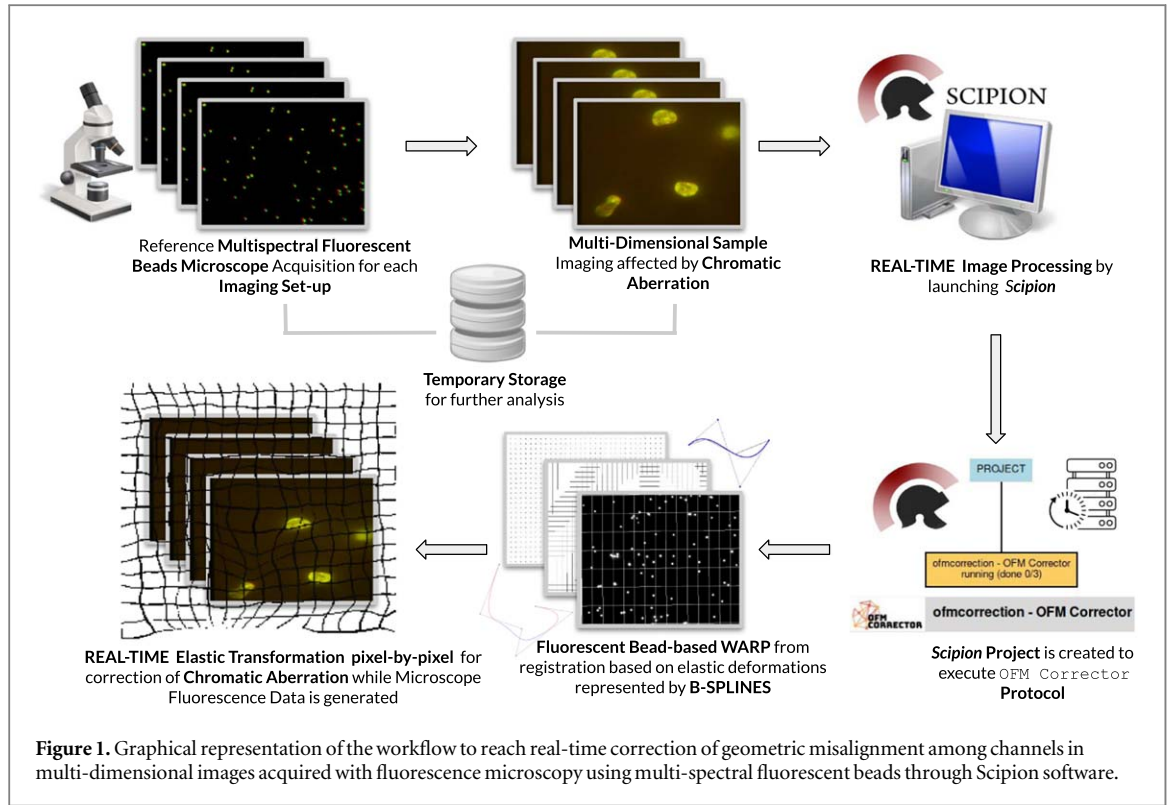 SCIPION
Reference Multispectral Fluorescent
Beads Microscope Acquisition for each
Imaging Set-up
Multi-Dimensional Sample
Imaging affected by Chromatic
Aberration
REAL-TIME Image Processing by
launching Scipion
Temporary Storage
for further analysis
PROJECT
ofmcorrection - OFM Corrector
running (done 0/3)
OFM
CORRECTOR
ofmcorrection - OFM Corrector
Scipion Project is created to
execute OFM Corrector
Protocol
Fluorescent Bead-based WARP from
registration based on elastic deformations
represented by B-SPLINES
REAL-TIME Elastic Transformation pixel-by-pixel for
correction of Chromatic Aberration while Microscope
Fluorescence Data is generated
Figure 1. Graphical representation of the workflow to reach real-time correction of geometric misalignment among channels in
multi-dimensional images acquired with fluorescence microscopy using multi-spectral fluorescent beads through Scipion software.